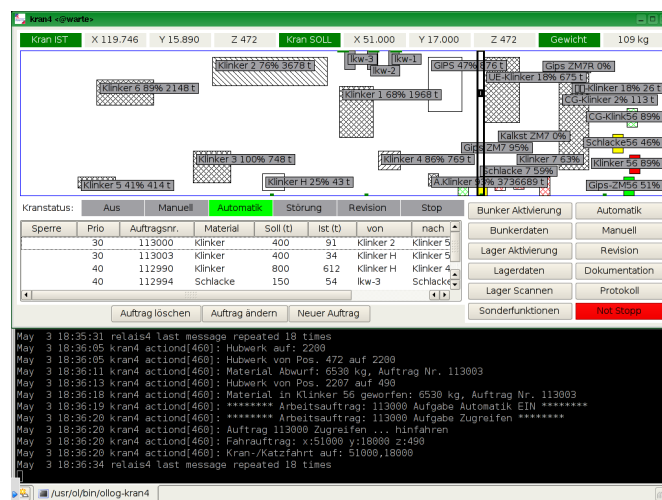 kran4 <@warte>
Kran IST X 119.746 Y 15.890 Z 472 Kran SOLL X 51.000 Y 17.000 Z 472 Gewicht 109 kg
lkw-3 lkw-1
lkw-2
Klinker 2 76% 3678 t
GIPS 47% 876 t
Gips ZM7R 0%
UE-Klinker 18% 675 t
Klinker 6 89% 2148 t
Klinker 1 68% 1968 t
-Klinker 18% 26 t
CG-Klinker 2% 113 t
CG-Klink56 89%
Kalkst ZM7 0%
Schlacke56 46%
Gips ZM7 95%
Klinker 3 100% 748 t
Klinker 4 86% 769 t
Klinker 7 63%
Klinker 56 89%
Schlacke 7 59%
Klinker 5 41% 414 t
Klinker H 25% 43 t
A.Klinker 93% 3736689 t
Gips-ZM56 51%
Kranstatus: Aus Manuell Automatik Störung Revision Stop
Sperre Prio Auftragsnr. Material Soll (t) Ist (t) von nach
30 113000 Klinker 400 91 Klinker 2 Klinker 5
30 113003 Klinker 400 34 Klinker H Klinker 5
40 112990 Klinker 800 612 Klinker H Klinker 4
40 112994 Schlacke 150 54 lkw-3 Schlacke
Auftrag löschen Auftrag ändern Neuer Auftrag
Bunker Aktivierung Automatik
Bunkerdaten Manuell
Lager Aktivierung Revision
Lagerdaten Dokumentation
Lager Scannen Protokoll
Sonderfunktionen Not Stopp
May 3 18:35:31 relais4 last message repeated 18 times
May 3 18:36:05 kran4 actiond[460]: Hubwerk auf: 2200
May 3 18:36:05 kran4 actiond[460]: Hubwerk von Pos. 472 auf 2200
May 3 18:36:11 kran4 actiond[460]: Material Abwurf: 6530 kg, Auftrag Nr. 113003
May 3 18:36:13 kran4 actiond[460]: Hubwerk von Pos. 2207 auf 490
May 3 18:36:18 kran4 actiond[460]: Material in Klinker 56 geworfen: 6530 kg, Auftrag Nr. 113003
May 3 18:36:19 kran4 actiond[460]: ******** Arbeitsauftrag: 113000 Aufgabe Automatik EIN ********
May 3 18:36:20 kran4 actiond[460]: ******** Arbeitsauftrag: 113000 Aufgabe Zugreifen ********
May 3 18:36:20 kran4 actiond[460]: Auftrag 113000 Zugreifen ... hinfahren
May 3 18:36:20 kran4 actiond[460]: Fahrauftrag: x:51000 y:18000 z:490
May 3 18:36:20 kran4 actiond[460]: Kran-/Katzfahrt auf: 51000,18000
May 3 18:36:34 relais4 last message repeated 18 times
/usr/ol/bin/ollog-kran4